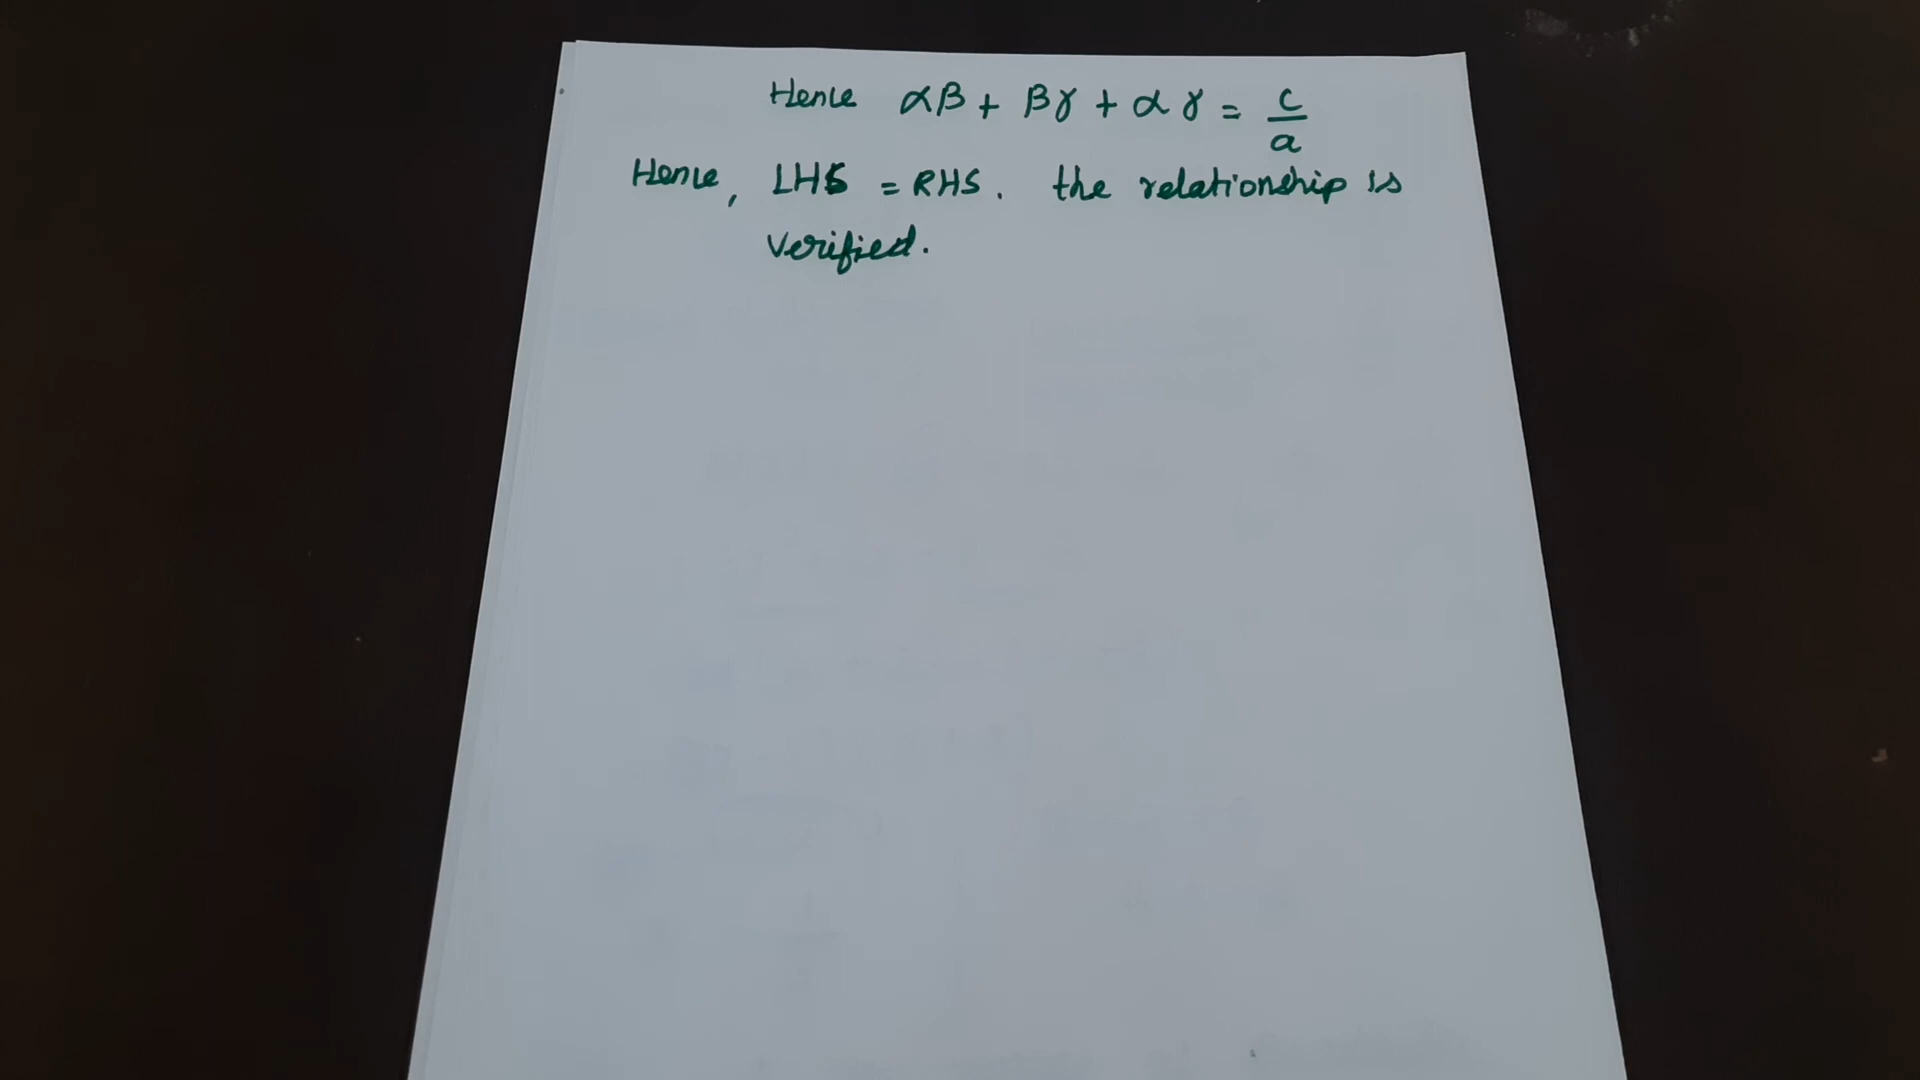 Hence αβ + βγ + αγ = c/a
Hence, LHS = RHS. the relationship is
verified.